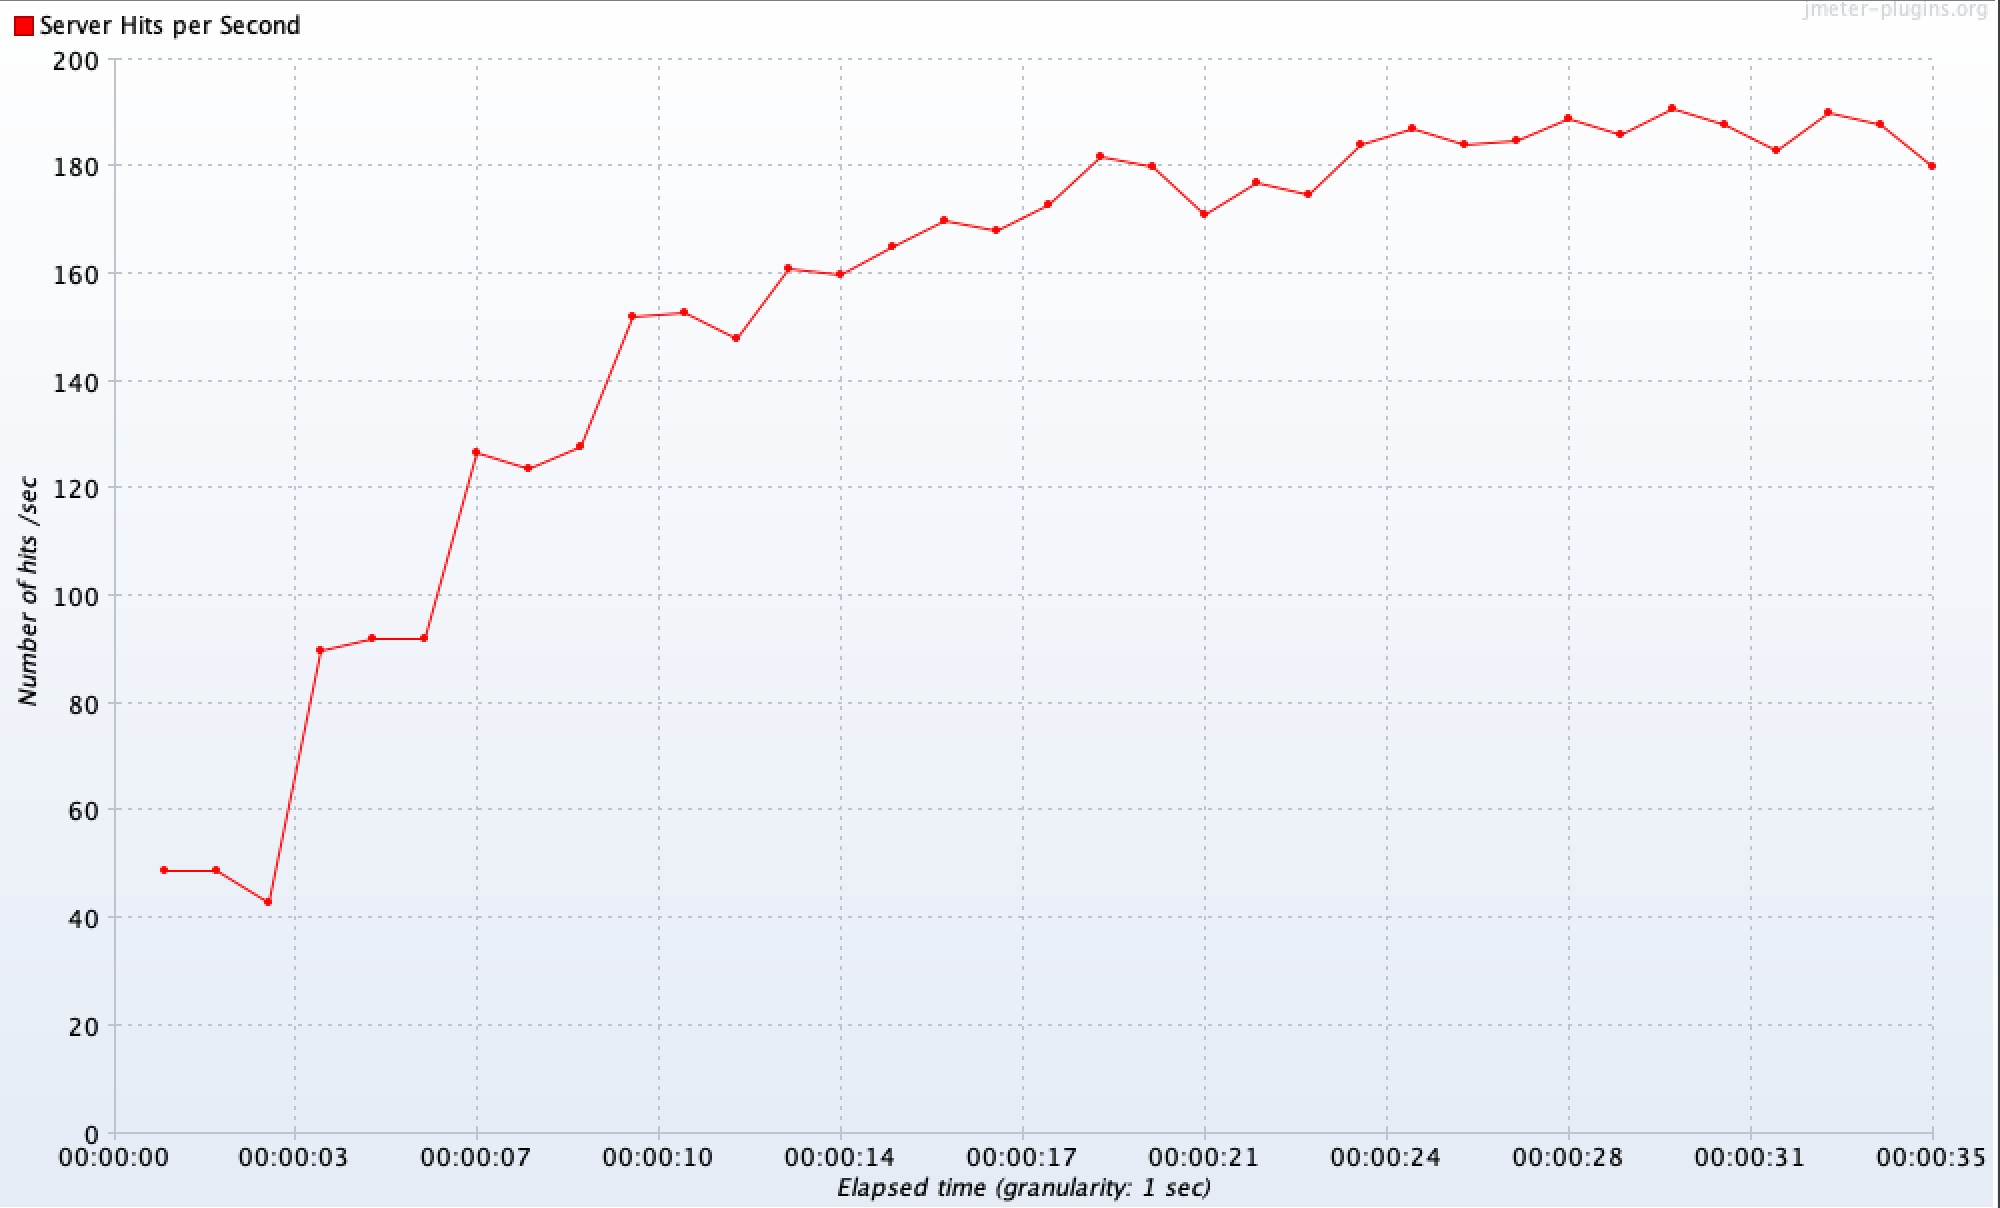 jmeter-plugins.org
Server Hits per Second
200
180
160
140
120
100
80
60
40
20
0
Number of hits /sec
00:00:00 00:00:03 00:00:07 00:00:10 00:00:14 00:00:17 00:00:21 00:00:24 00:00:28 00:00:31 00:00:35
Elapsed time (granularity: 1 sec)